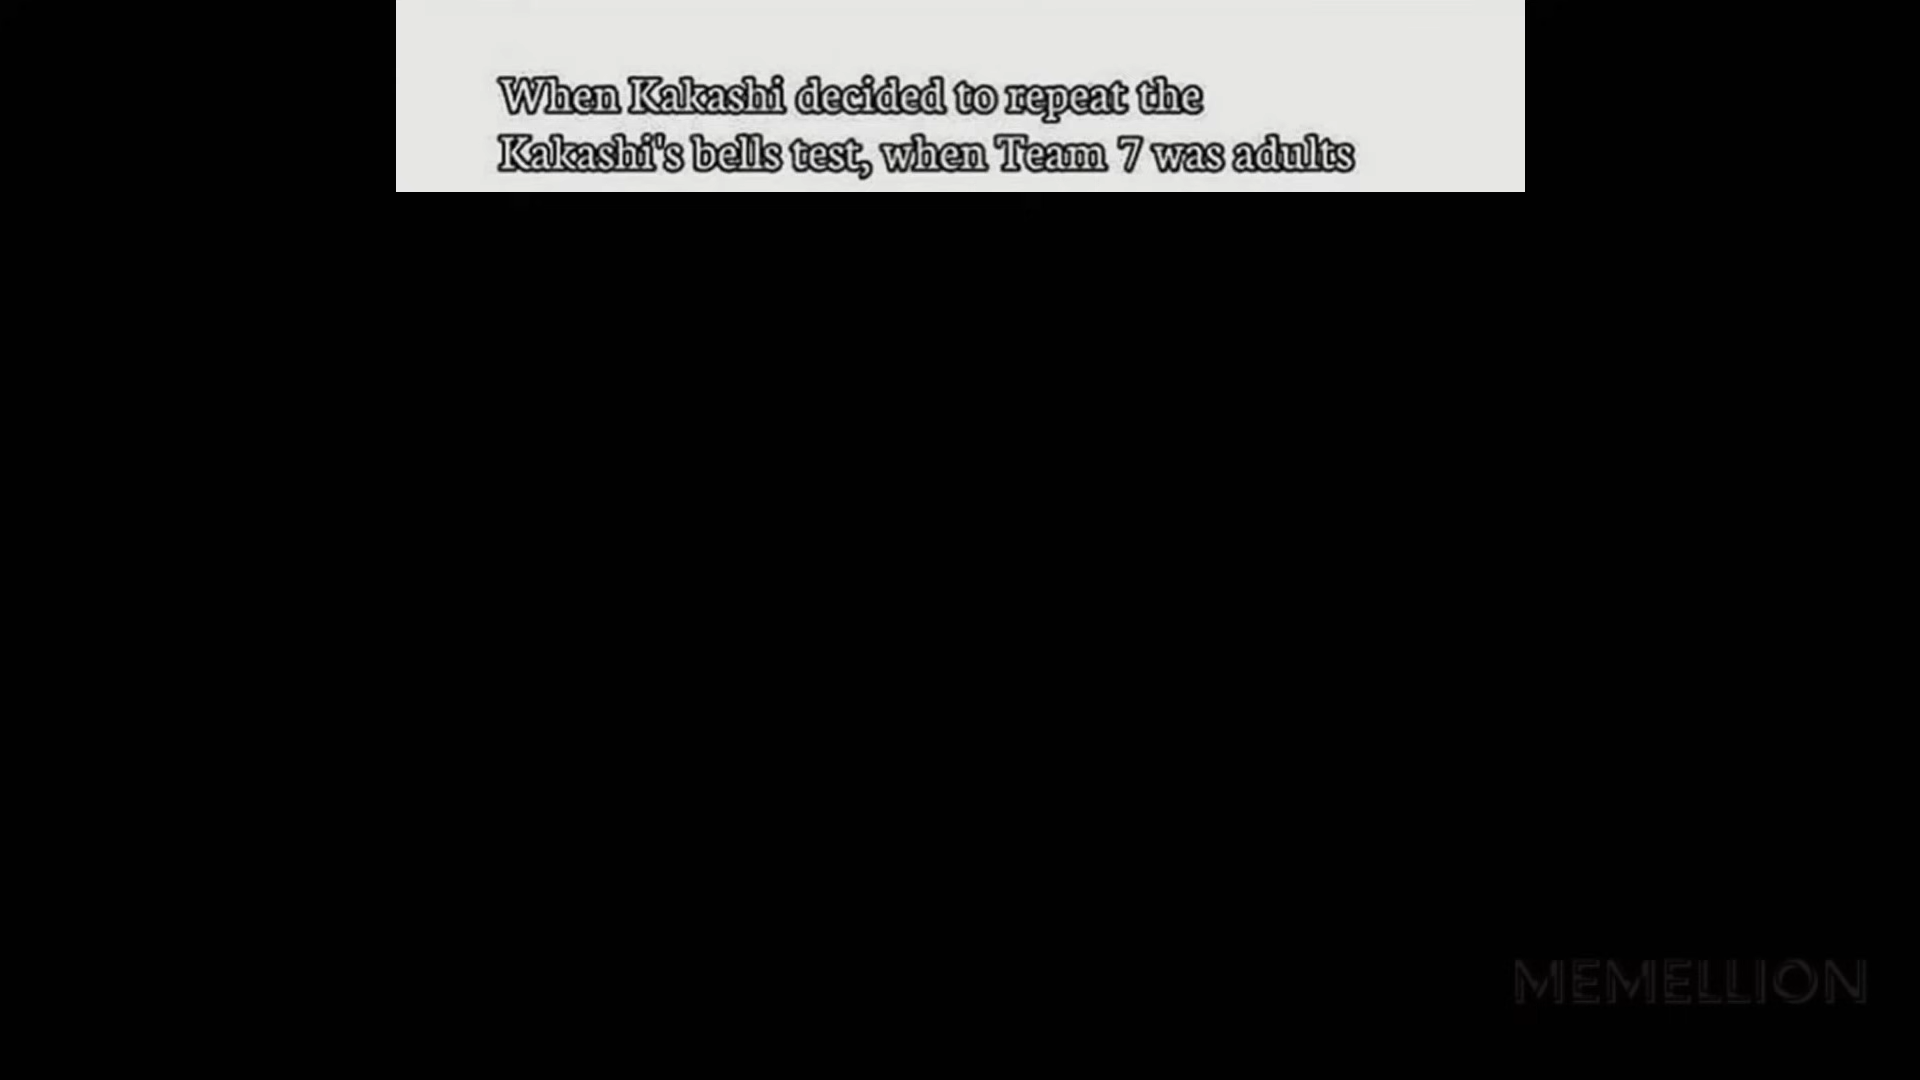 When Kakashi decided to repeat the
Kakashi's bells test, when Team 7 was adults
MEMELLION